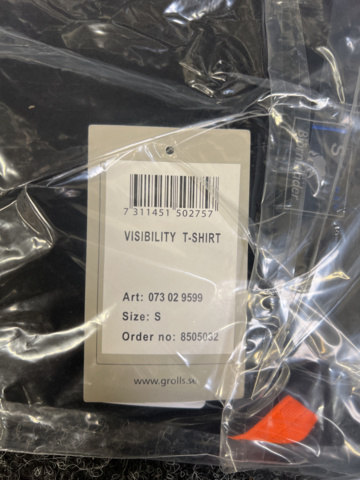 7 311451 502757
VISIBILITY T-SHIRT
Art: 073 02 9599
Size: S
Order no: 8505032
www.grolls.se
S